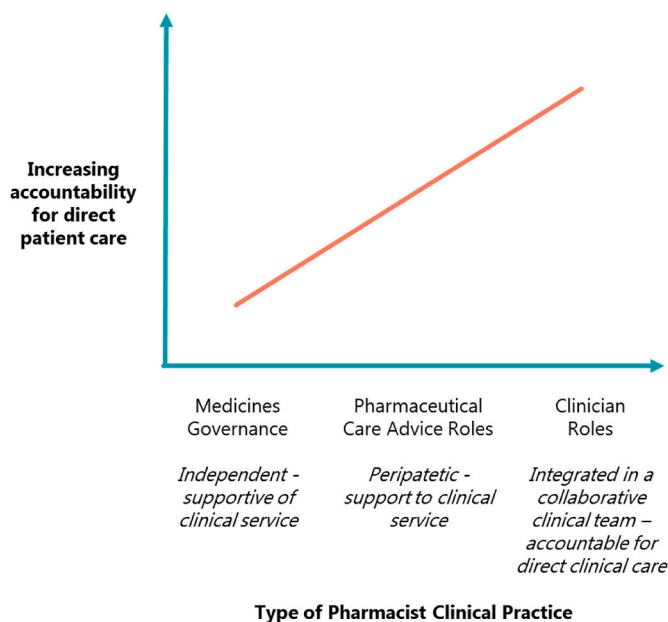 Increasing
accountability
for direct
patient care
Medicines
Governance
Independent -
supportive of
clinical service
Pharmaceutical
Care Advice Roles
Peripatetic -
support to clinical
service
Clinician
Roles
Integrated in a
collaborative
clinical team –
accountable for
direct clinical care
Type of Pharmacist Clinical Practice